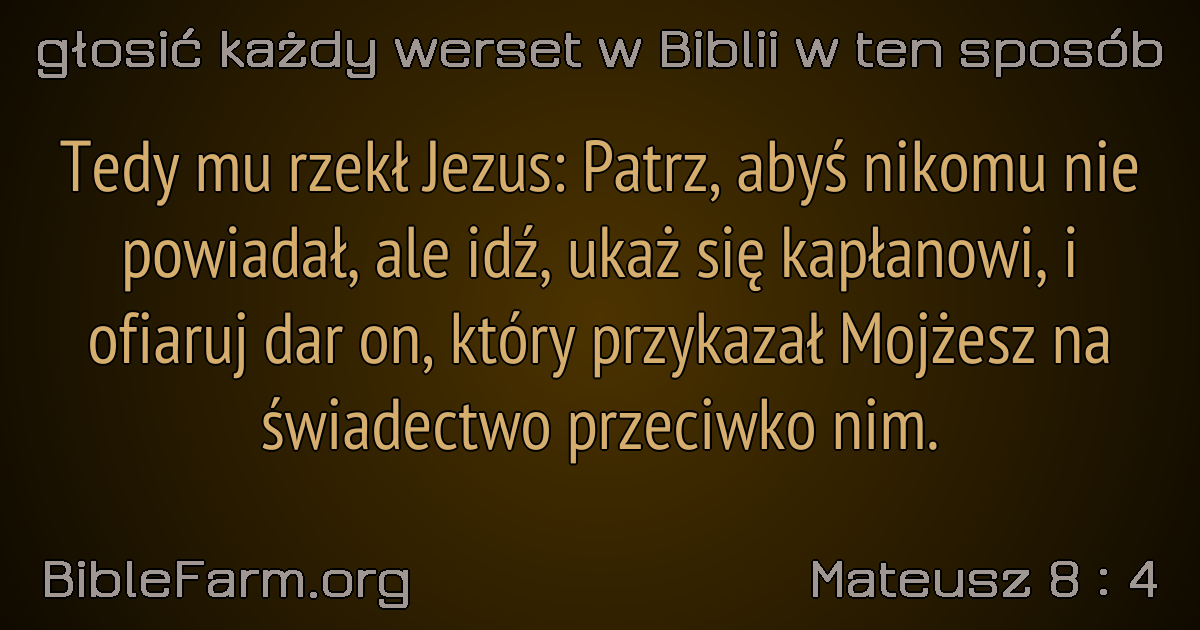 głosić każdy werset w Biblii w ten sposób
Tedy mu rzekł Jezus: Patrz, abyś nikomu nie
powiadał, ale idź, ukaż się kapłanowi, i
ofiaruj dar on, który przykazał Mojżesz na
świadectwo przeciwko nim.
BibleFarm.org
Mateusz 8 : 4